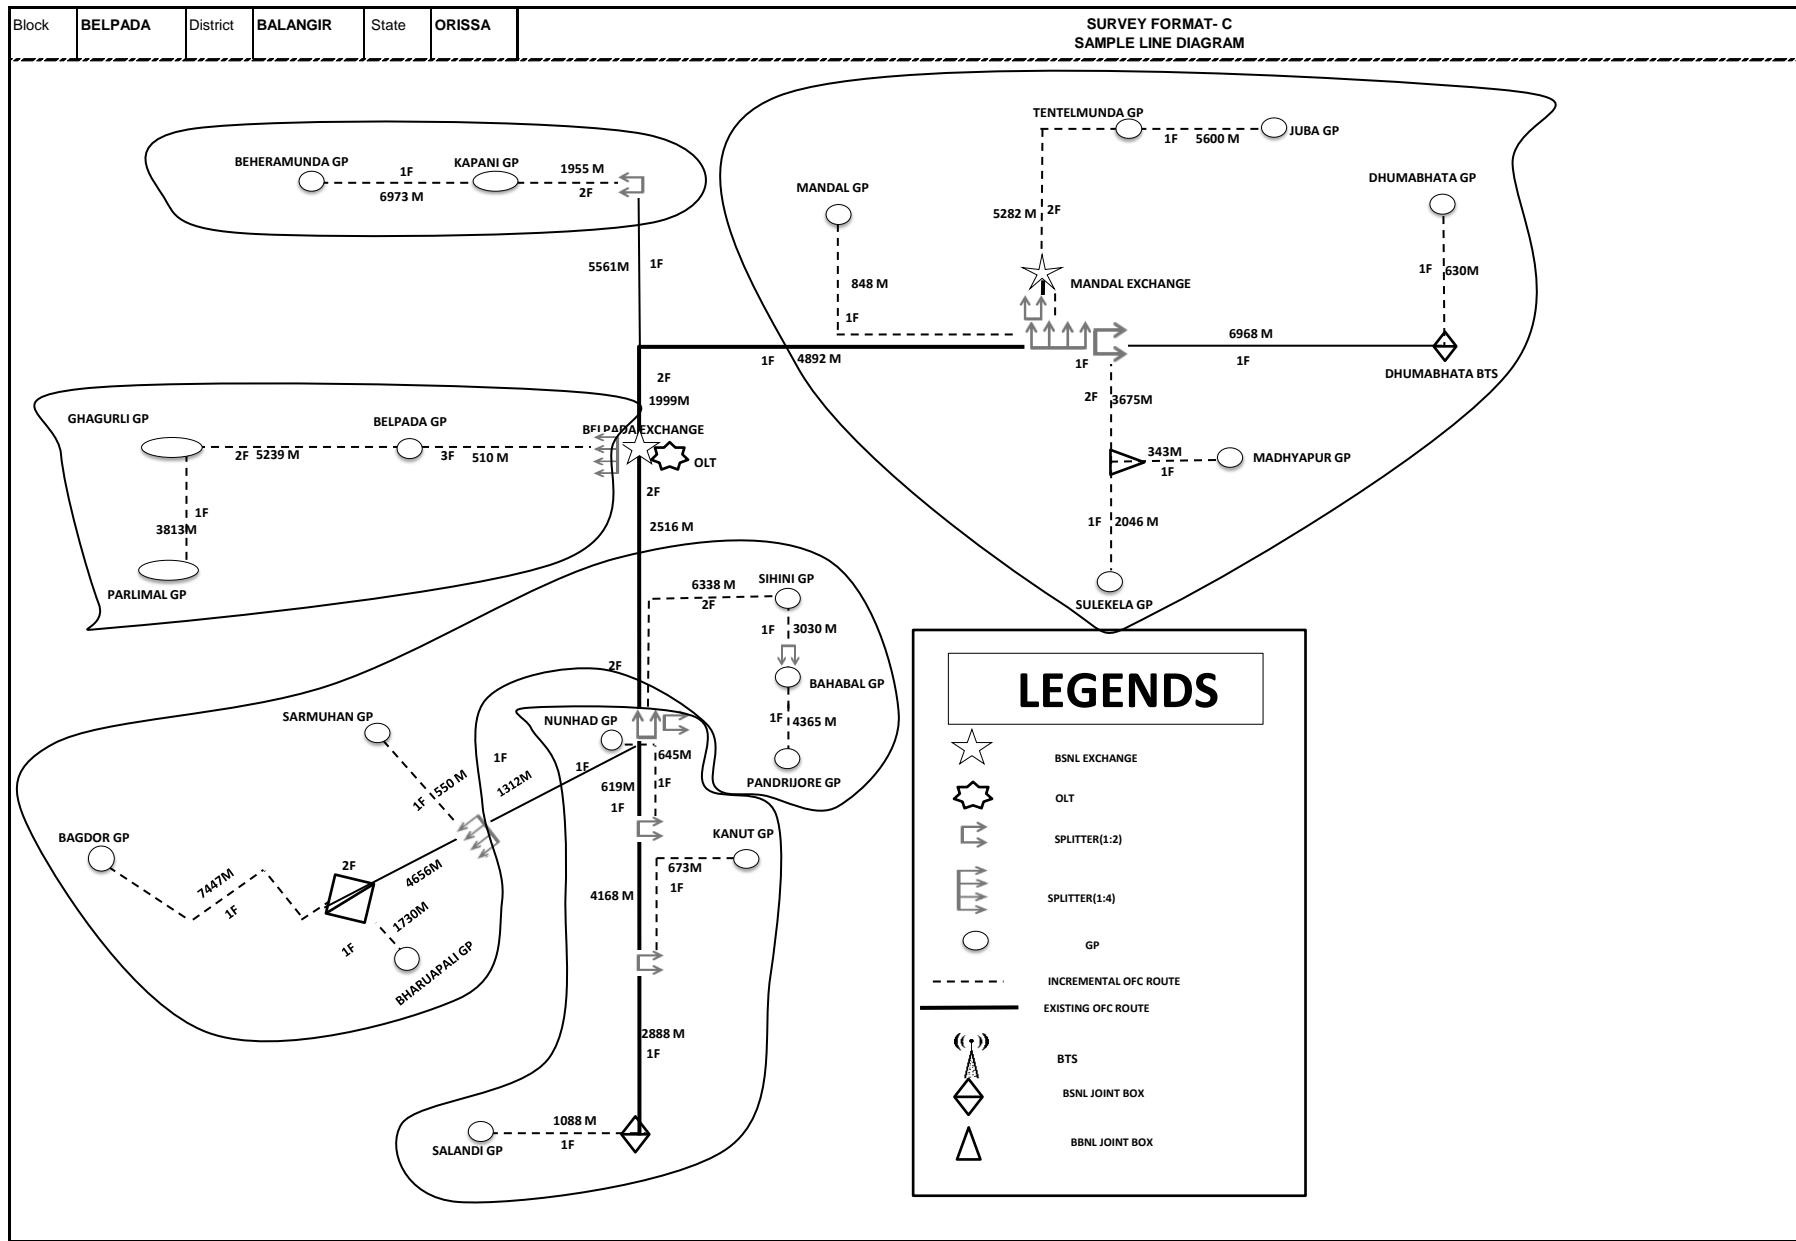 Block BELPADA District BALANGIR State ORISSA
SURVEY FORMAT- C
SAMPLE LINE DIAGRAM
BEHERAMUNDA GP
1F
6973 M
KAPANI GP
1955 M
2F
5561M
1F
TENTELMUNDA GP
1F
5600 M
JUBA GP
MANDAL GP
848 M
1F
5282 M
2F
MANDAL EXCHANGE
DHUMABHATA GP
1F
630M
6968 M
1F
DHUMABHATA BTS
1F
4892 M
1F
2F
3675M
343M
1F
MADHYAPUR GP
1F
2046 M
SULEKELA GP
2F
1999M
BELPADA EXCHANGE
OLT
GHAGURLI GP
2F
5239 M
BELPADA GP
3F
510 M
1F
3813M
PARLIMAL GP
2F
2516 M
6338 M
2F
SIHINI GP
1F
3030 M
BAHABAL GP
1F
4365 M
PANDRIJORE GP
2F
NUNHAD GP
645M
1F
1F
619M
1F
SARMUHAN GP
550 M
1F
1F
1312M
BAGDOR GP
7447M
1F
2F
4656M
1730M
1F
BHARUAPALI GP
KANUT GP
673M
1F
4168 M
2888 M
1F
1088 M
1F
SALANDI GP
LEGENDS
BSNL EXCHANGE
OLT
SPLITTER(1:2)
SPLITTER(1:4)
GP
INCREMENTAL OFC ROUTE
EXISTING OFC ROUTE
BTS
BSNL JOINT BOX
BBNL JOINT BOX